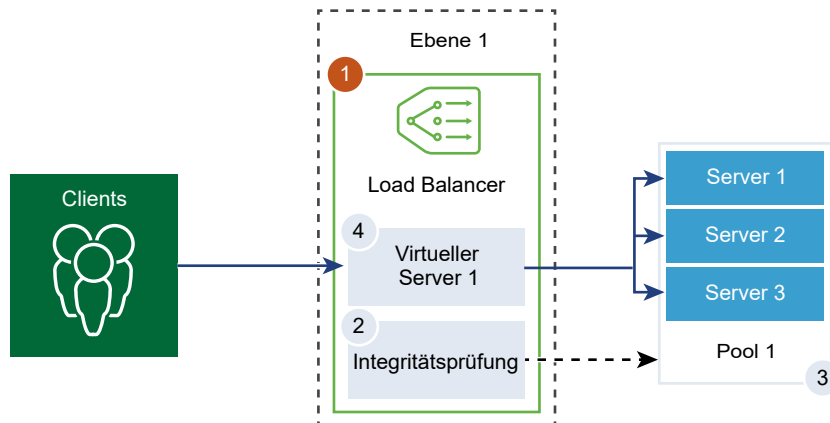 Ebene 1
1
Load Balancer
Clients
4
Virtueller
Server 1
2
Integritätsprüfung
Server 1
Server 2
Server 3
Pool 1
3